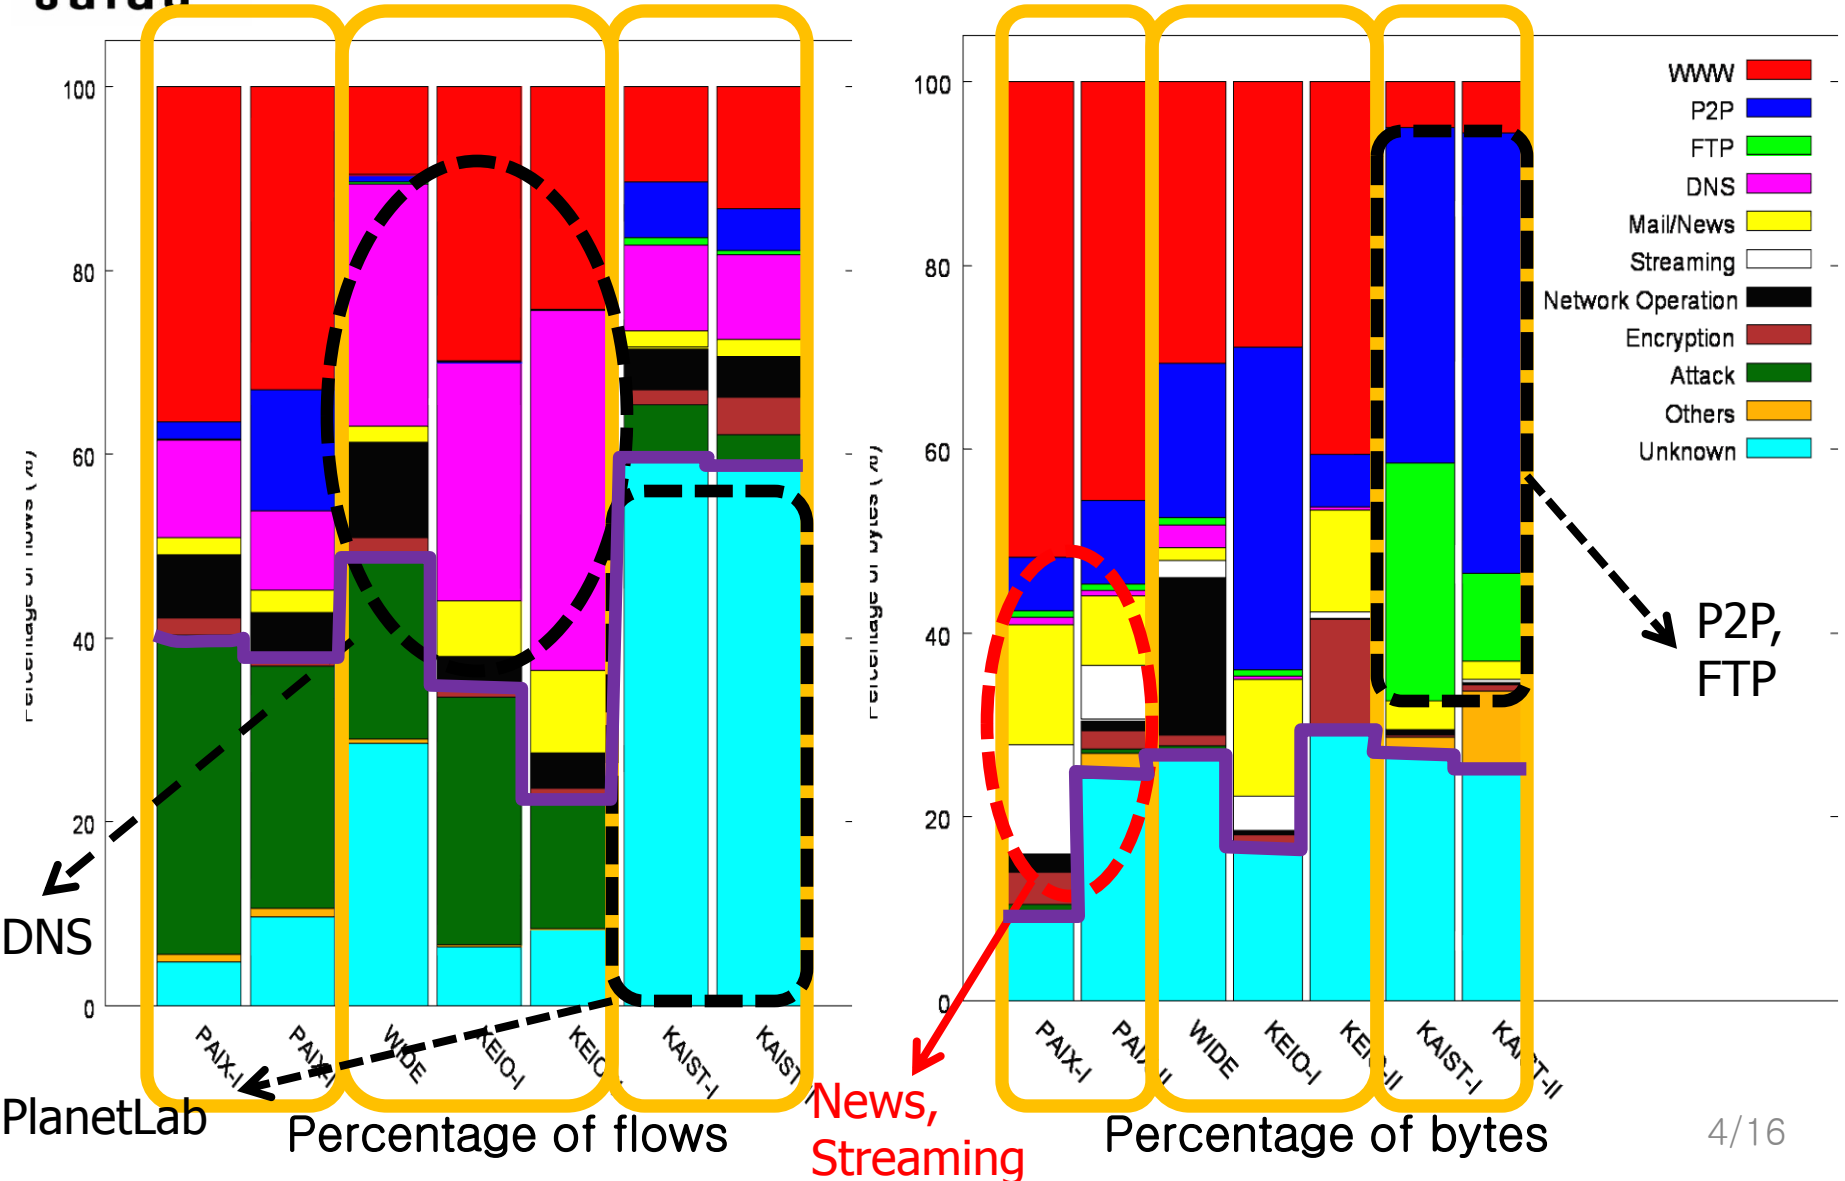 100
80
60
40
20
0
PAIX-I
WIDE
KEIO-I
KAIST-I
DNS
PlanetLab
Percentage of flows
100
80
60
40
20
0
PAIX-I
WIDE
KEIO-I
KAIST-I
WWW
P2P
FTP
DNS
Mail/News
Streaming
Network Operation
Encryption
Attack
Others
Unknown
P2P,
FTP
News,
Streaming
Percentage of bytes
4/16